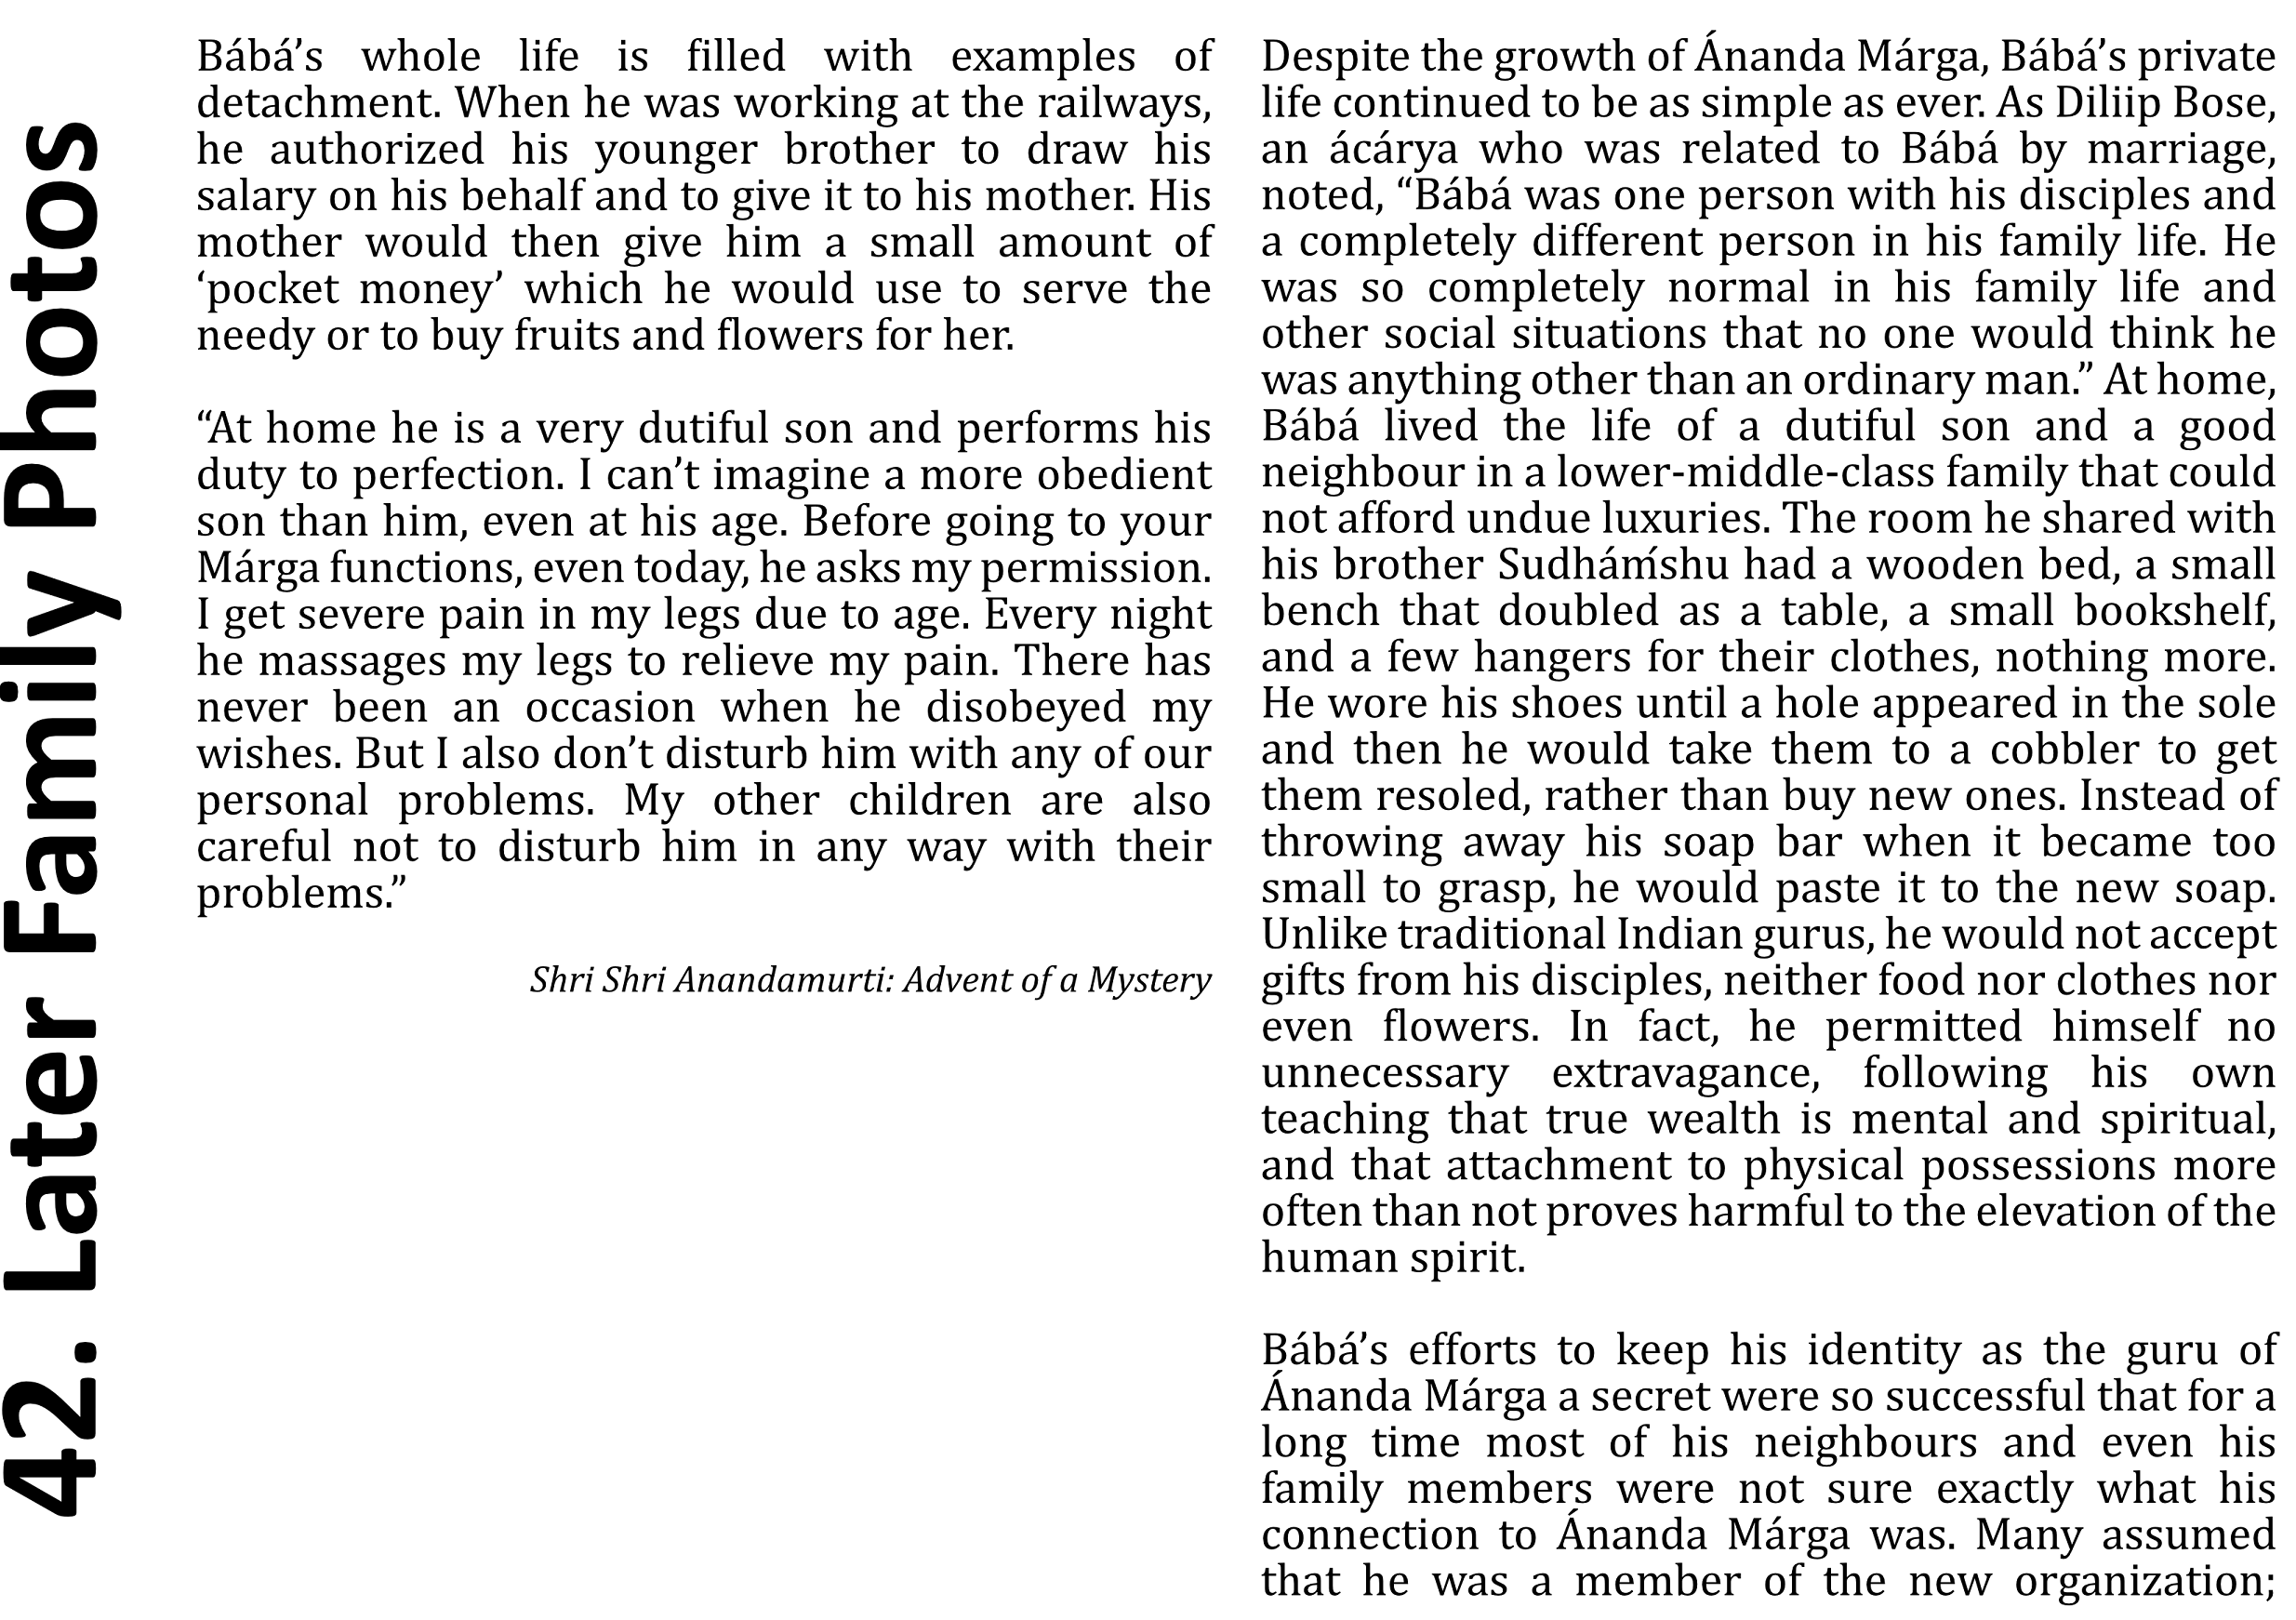 42. Later Family Photos
Bábá’s whole life is filled with examples of
detachment. When he was working at the railways,
he authorized his younger brother to draw his
salary on his behalf and to give it to his mother. His
mother would then give him a small amount of
‘pocket money’ which he would use to serve the
needy or to buy fruits and flowers for her.
“At home he is a very dutiful son and performs his
duty to perfection. I can’t imagine a more obedient
son than him, even at his age. Before going to your
Márga functions, even today, he asks my permission.
I get severe pain in my legs due to age. Every night
he massages my legs to relieve my pain. There has
never been an occasion when he disobeyed my
wishes. But I also don’t disturb him with any of our
personal problems. My other children are also
careful not to disturb him in any way with their
problems.”
Shri Shri Anandamurti: Advent of a Mystery
Despite the growth of Ánanda Márga, Bábá’s private
life continued to be as simple as ever. As Diliip Bose,
an ácárya who was related to Bábá by marriage,
noted, “Bábá was one person with his disciples and
a completely different person in his family life. He
was so completely normal in his family life and
other social situations that no one would think he
was anything other than an ordinary man.” At home,
Bábá lived the life of a dutiful son and a good
neighbour in a lower-middle-class family that could
not afford undue luxuries. The room he shared with
his brother Sudháḿshu had a wooden bed, a small
bench that doubled as a table, a small bookshelf,
and a few hangers for their clothes, nothing more.
He wore his shoes until a hole appeared in the sole
and then he would take them to a cobbler to get
them resoled, rather than buy new ones. Instead of
throwing away his soap bar when it became too
small to grasp, he would paste it to the new soap.
Unlike traditional Indian gurus, he would not accept
gifts from his disciples, neither food nor clothes nor
even flowers. In fact, he permitted himself no
unnecessary extravagance, following his own
teaching that true wealth is mental and spiritual,
and that attachment to physical possessions more
often than not proves harmful to the elevation of the
human spirit.
Bábá’s efforts to keep his identity as the guru of
Ánanda Márga a secret were so successful that for a
long time most of his neighbours and even his
family members were not sure exactly what his
connection to Ánanda Márga was. Many assumed
that he was a member of the new organization;